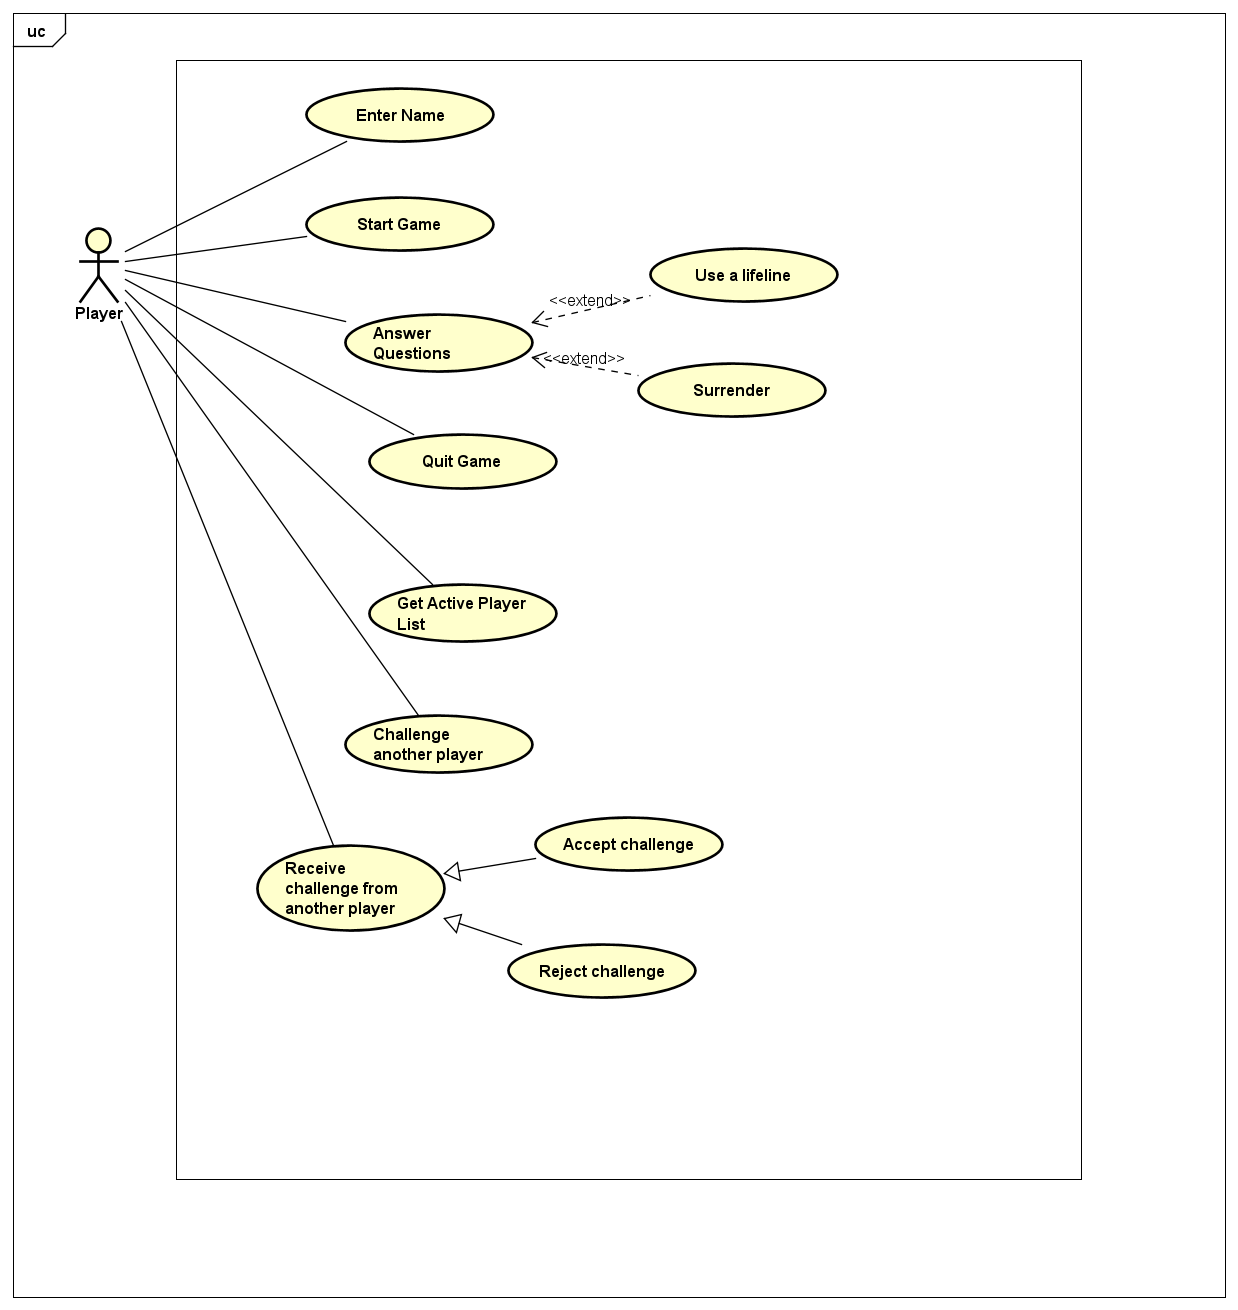 uc
Enter Name
Start Game
Use a lifeline
<<extend>>
Player
Answer
Questions
<<extend>>
Surrender
Quit Game
Get Active Player
List
Challenge
another player
Accept challenge
Receive
challenge from
another player
Reject challenge